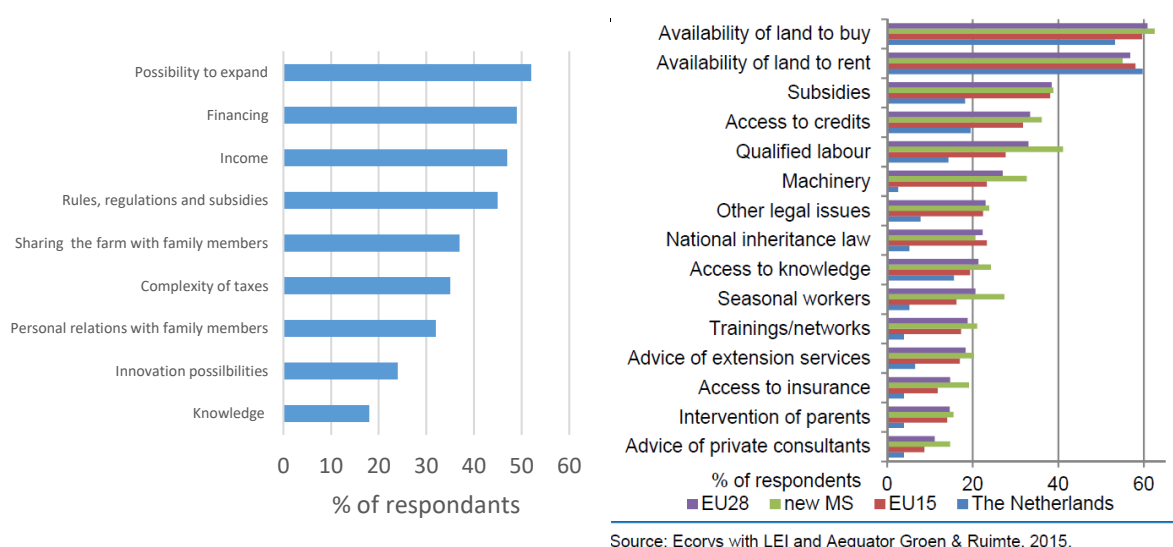 Possibility to expand
Financing
Income
Rules, regulations and subsidies
Sharing the farm with family members
Complexity of taxes
Personal relations with family members
Innovation possilbilities
Knowledge
0 10 20 30 40 50 60
% of respondants
Availability of land to buy
Availability of land to rent
Subsidies
Access to credits
Qualified labour
Machinery
Other legal issues
National inheritance law
Access to knowledge
Seasonal workers
Trainings/networks
Advice of extension services
Access to insurance
Intervention of parents
Advice of private consultants
0 20 40 60
% of respondents
EU28 new MS EU15 The Netherlands
Source: Ecorys with LEI and Aequator Groen & Ruimte, 2015.